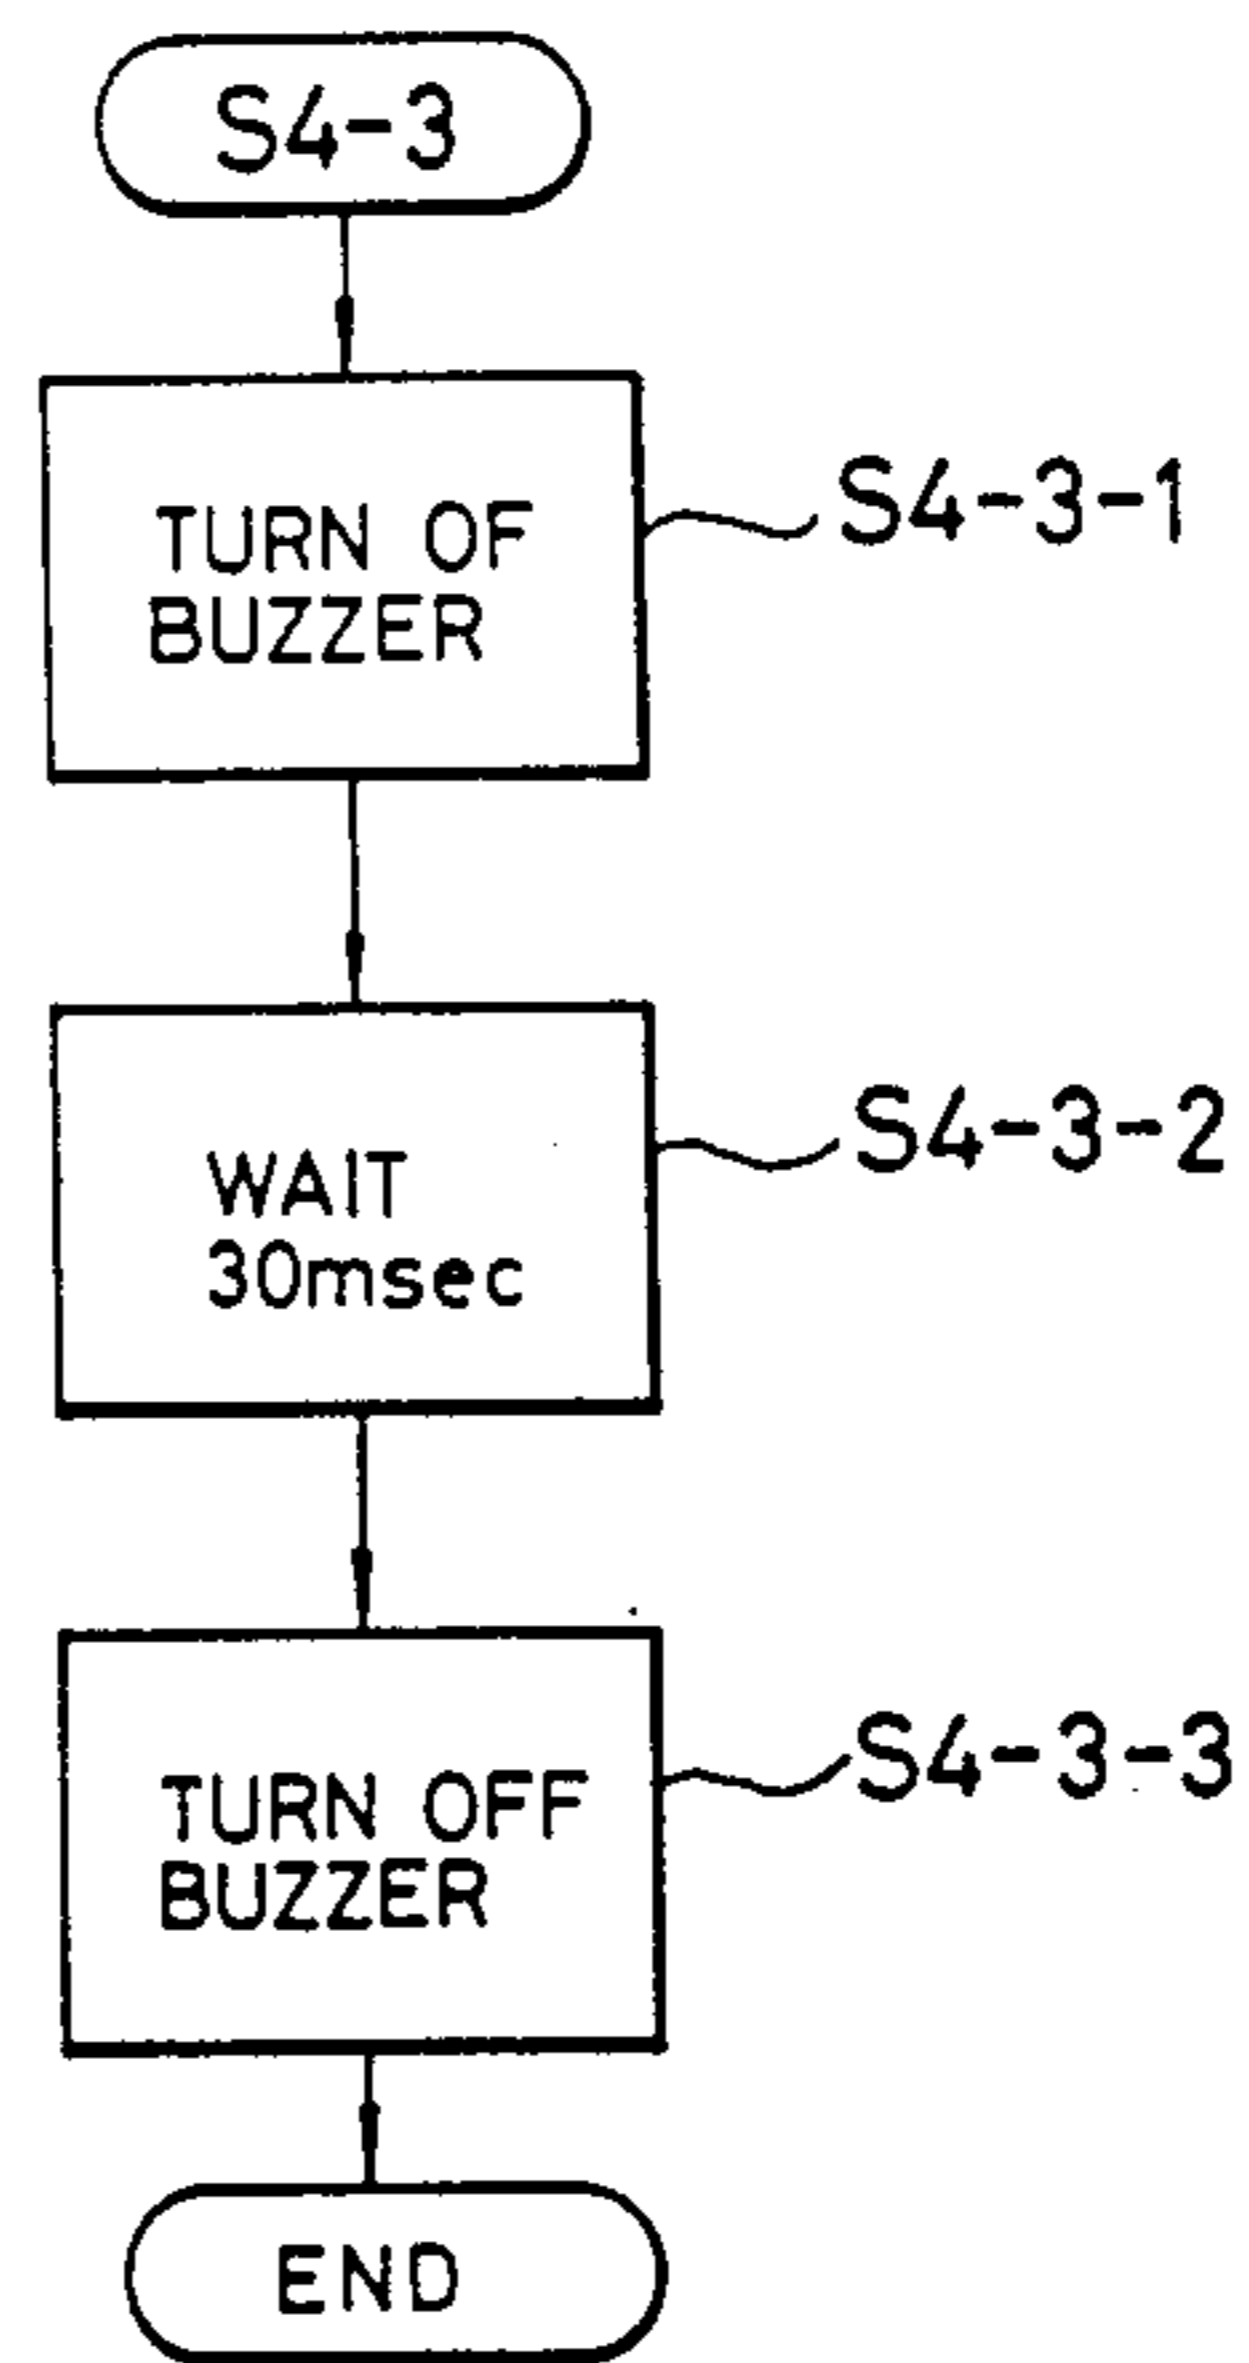 S4-3
TURN OF
BUZZER
S4-3-1
WAIT
30msec
S4-3-2
TURN OFF
BUZZER
S4-3-3
END